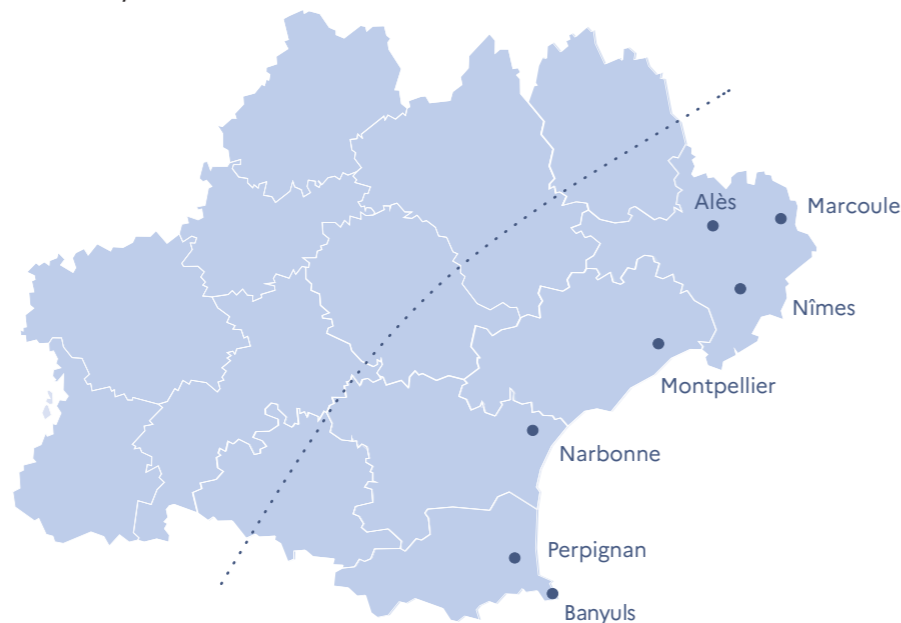 Alès
Marcoule
Nîmes
Montpellier
Narbonne
Perpignan
Banyuls